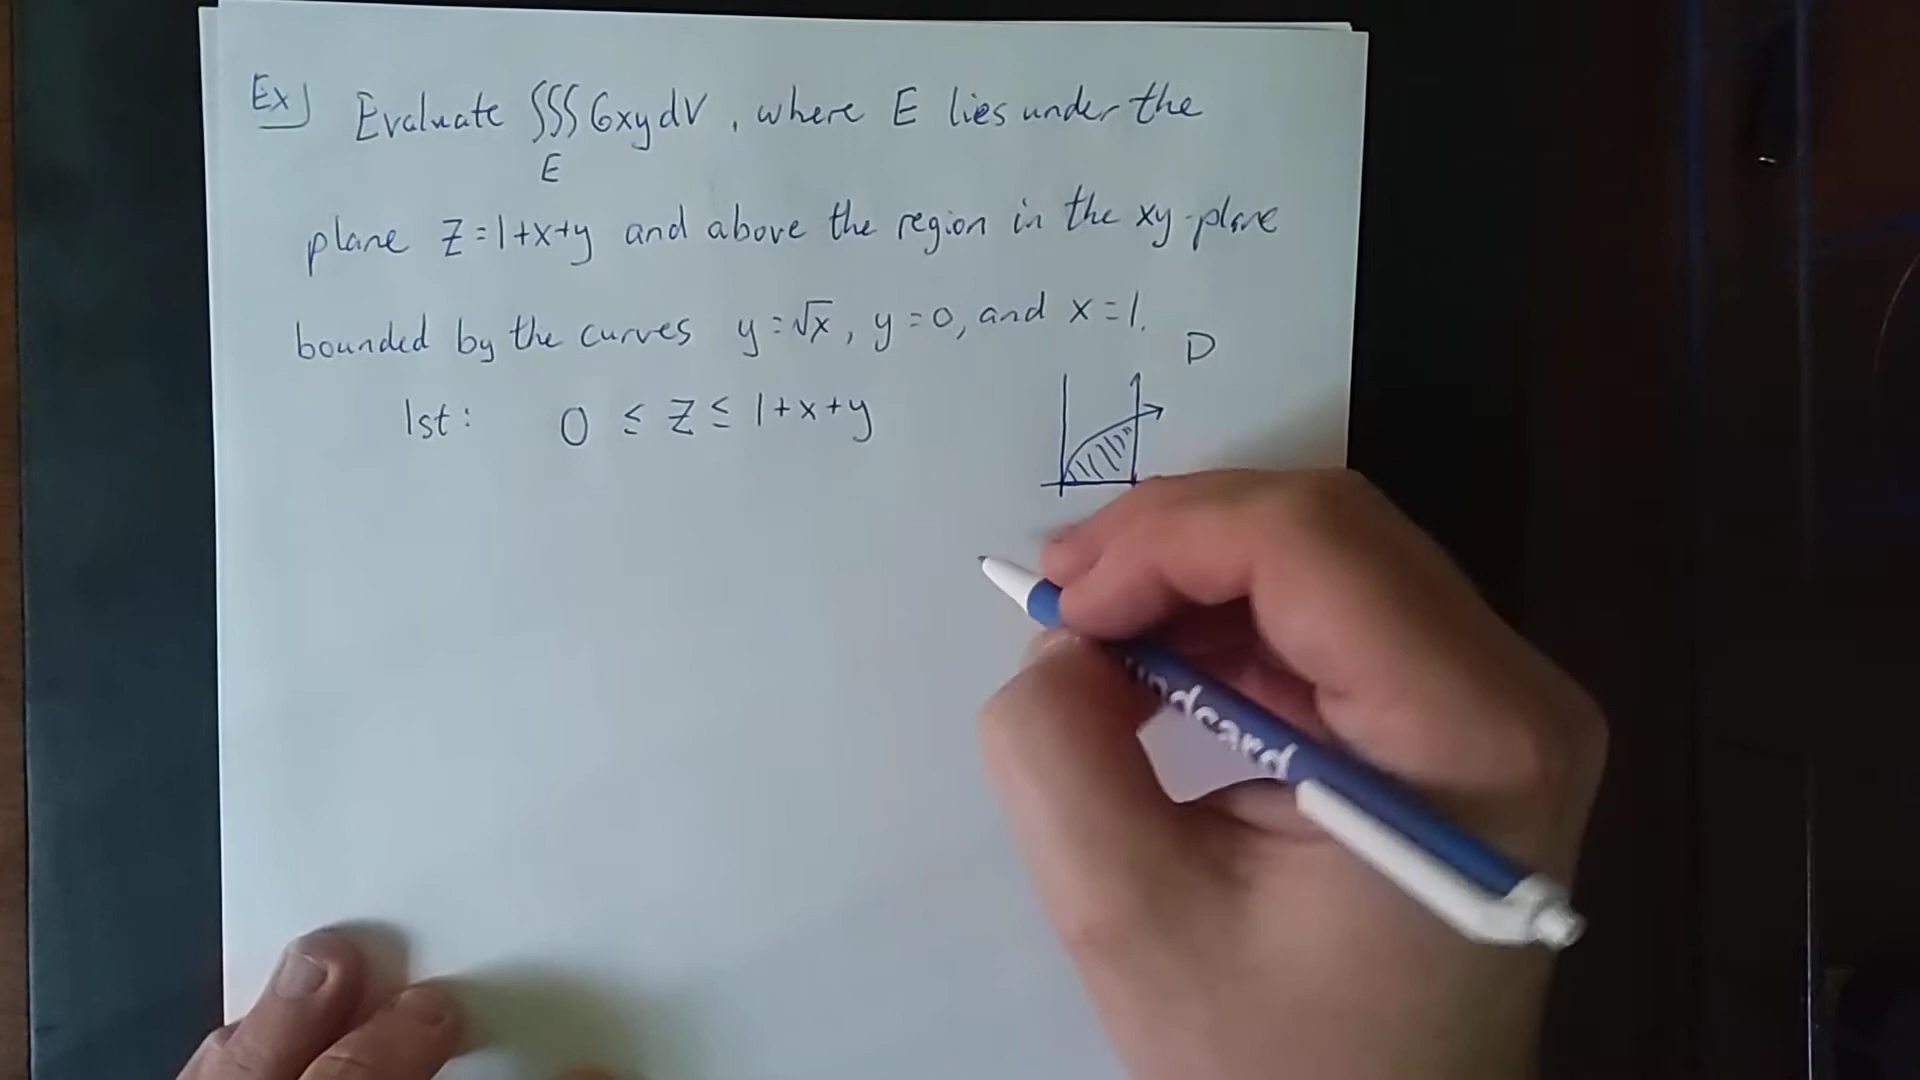 Ex) Evaluate ∭ 6xy dV, where E lies under the
E
plane z = 1+x+y and above the region in the xy-plane
bounded by the curves y = √x, y = 0, and x = 1.
D
1st: 0 ≤ z ≤ 1+x+y